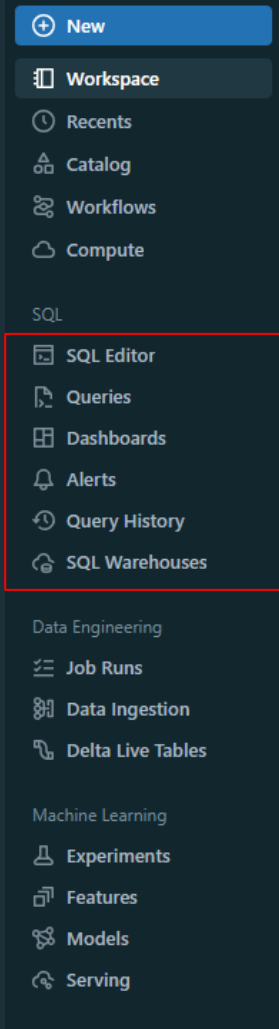 New
Workspace
Recents
Catalog
Workflows
Compute
SQL
SQL Editor
Queries
Dashboards
Alerts
Query History
SQL Warehouses
Data Engineering
Job Runs
Data Ingestion
Delta Live Tables
Machine Learning
Experiments
Features
Models
Serving